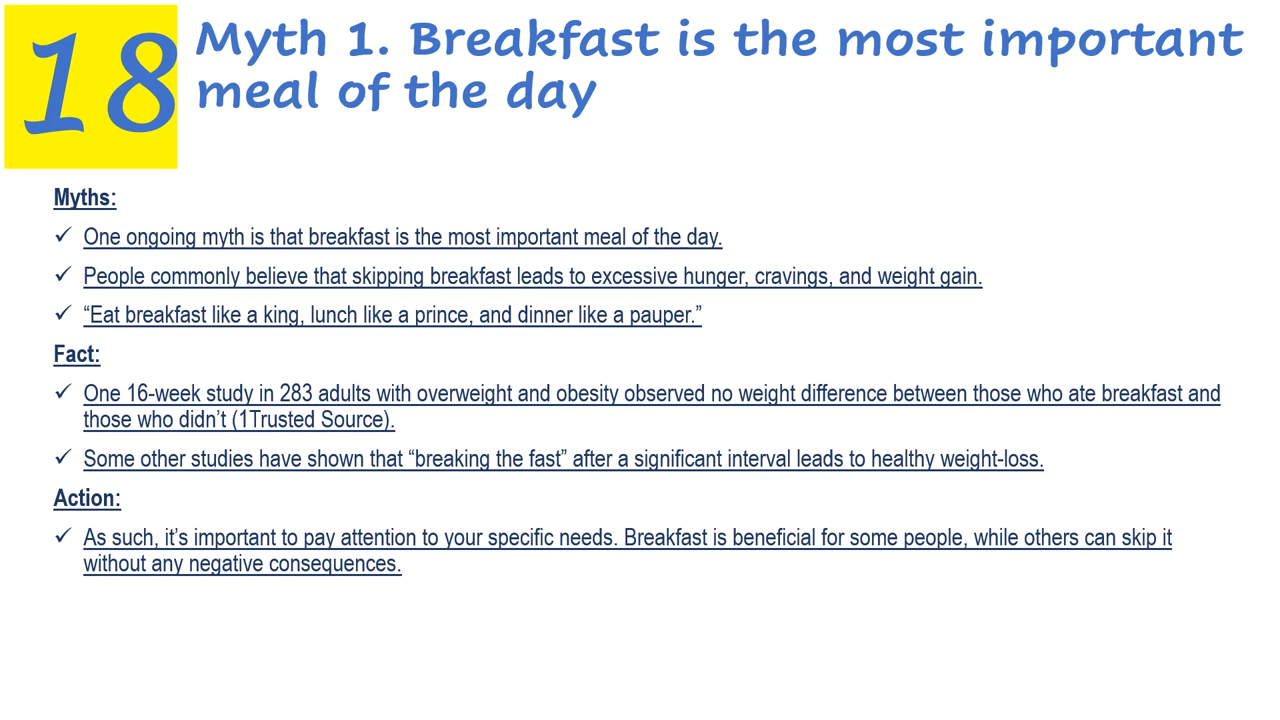 18
Myth 1. Breakfast is the most important
meal of the day
Myths:
✓ One ongoing myth is that breakfast is the most important meal of the day.
✓ People commonly believe that skipping breakfast leads to excessive hunger, cravings, and weight gain.
✓ “Eat breakfast like a king, lunch like a prince, and dinner like a pauper.”
Fact:
✓ One 16-week study in 283 adults with overweight and obesity observed no weight difference between those who ate breakfast and
those who didn’t (1Trusted Source).
✓ Some other studies have shown that “breaking the fast” after a significant interval leads to healthy weight-loss.
Action:
✓ As such, it’s important to pay attention to your specific needs. Breakfast is beneficial for some people, while others can skip it
without any negative consequences.